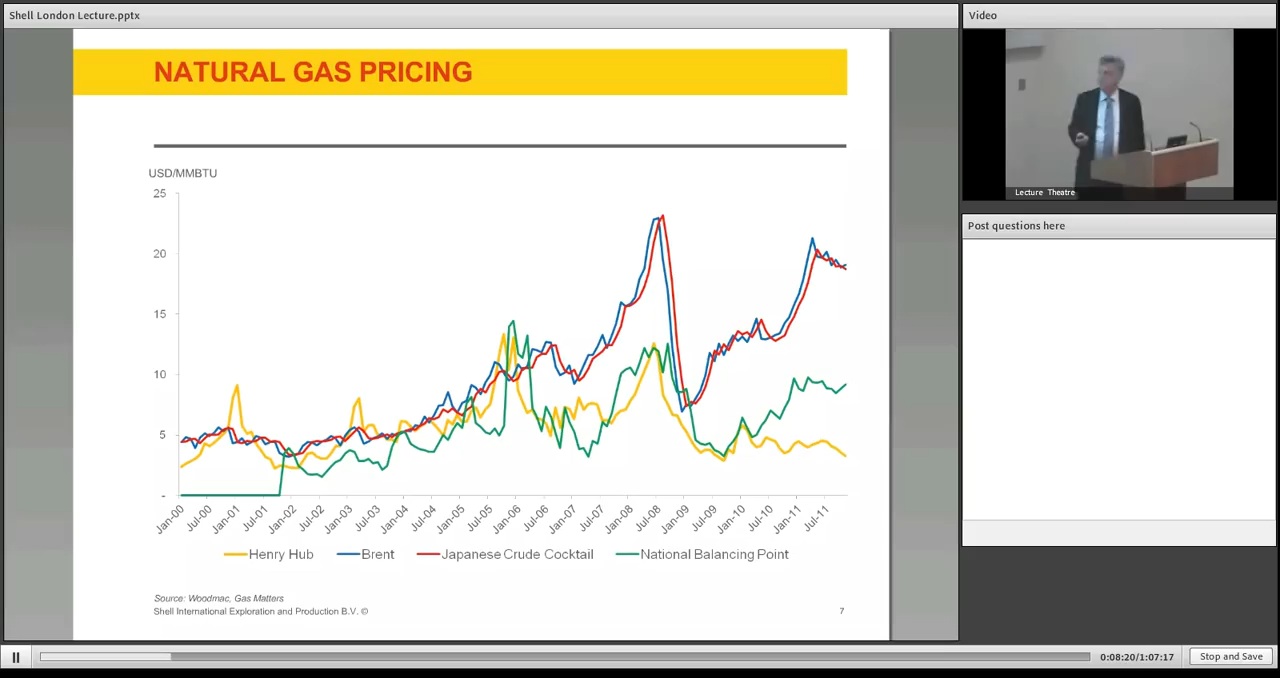 Shell London Lecture.pptx
Video
NATURAL GAS PRICING
Lecture Theatre
Post questions here
USD/MMBTU
25
20
15
10
5
-
Jan-00 Jul-00 Jan-01 Jul-01 Jan-02 Jul-02 Jan-03 Jul-03 Jan-04 Jul-04 Jan-05 Jul-05 Jan-06 Jul-06 Jan-07 Jul-07 Jan-08 Jul-08 Jan-09 Jul-09 Jan-10 Jul-10 Jan-11 Jul-11
Henry Hub Brent Japanese Crude Cocktail National Balancing Point
Source: Woodmac, Gas Matters
Shell International Exploration and Production B.V. © 7
0:08:20/1:07:17 Stop and Save